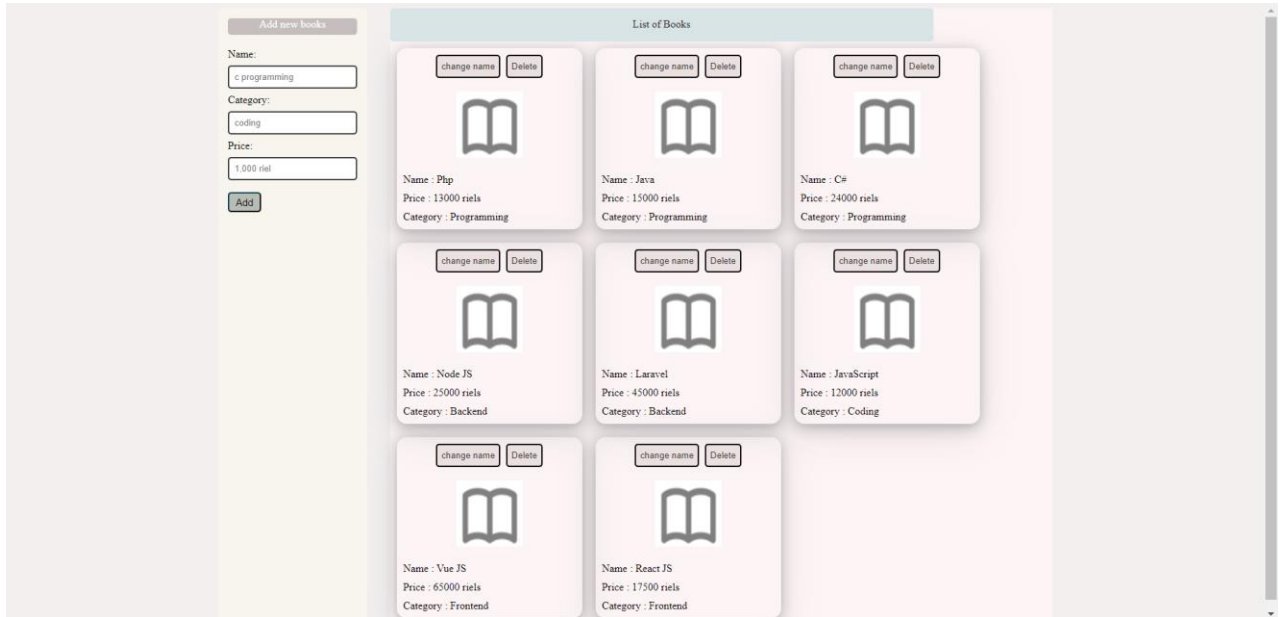 Add new books
Name:
c programming
Category:
coding
Price:
1,000 riel
Add
List of Books
change name Delete
Name : Php
Price : 13000 riels
Category : Programming
change name Delete
Name : Java
Price : 15000 riels
Category : Programming
change name Delete
Name : C#
Price : 24000 riels
Category : Programming
change name Delete
Name : Node JS
Price : 25000 riels
Category : Backend
change name Delete
Name : Laravel
Price : 45000 riels
Category : Backend
change name Delete
Name : JavaScript
Price : 12000 riels
Category : Coding
change name Delete
Name : Vue JS
Price : 65000 riels
Category : Frontend
change name Delete
Name : React JS
Price : 17500 riels
Category : Frontend